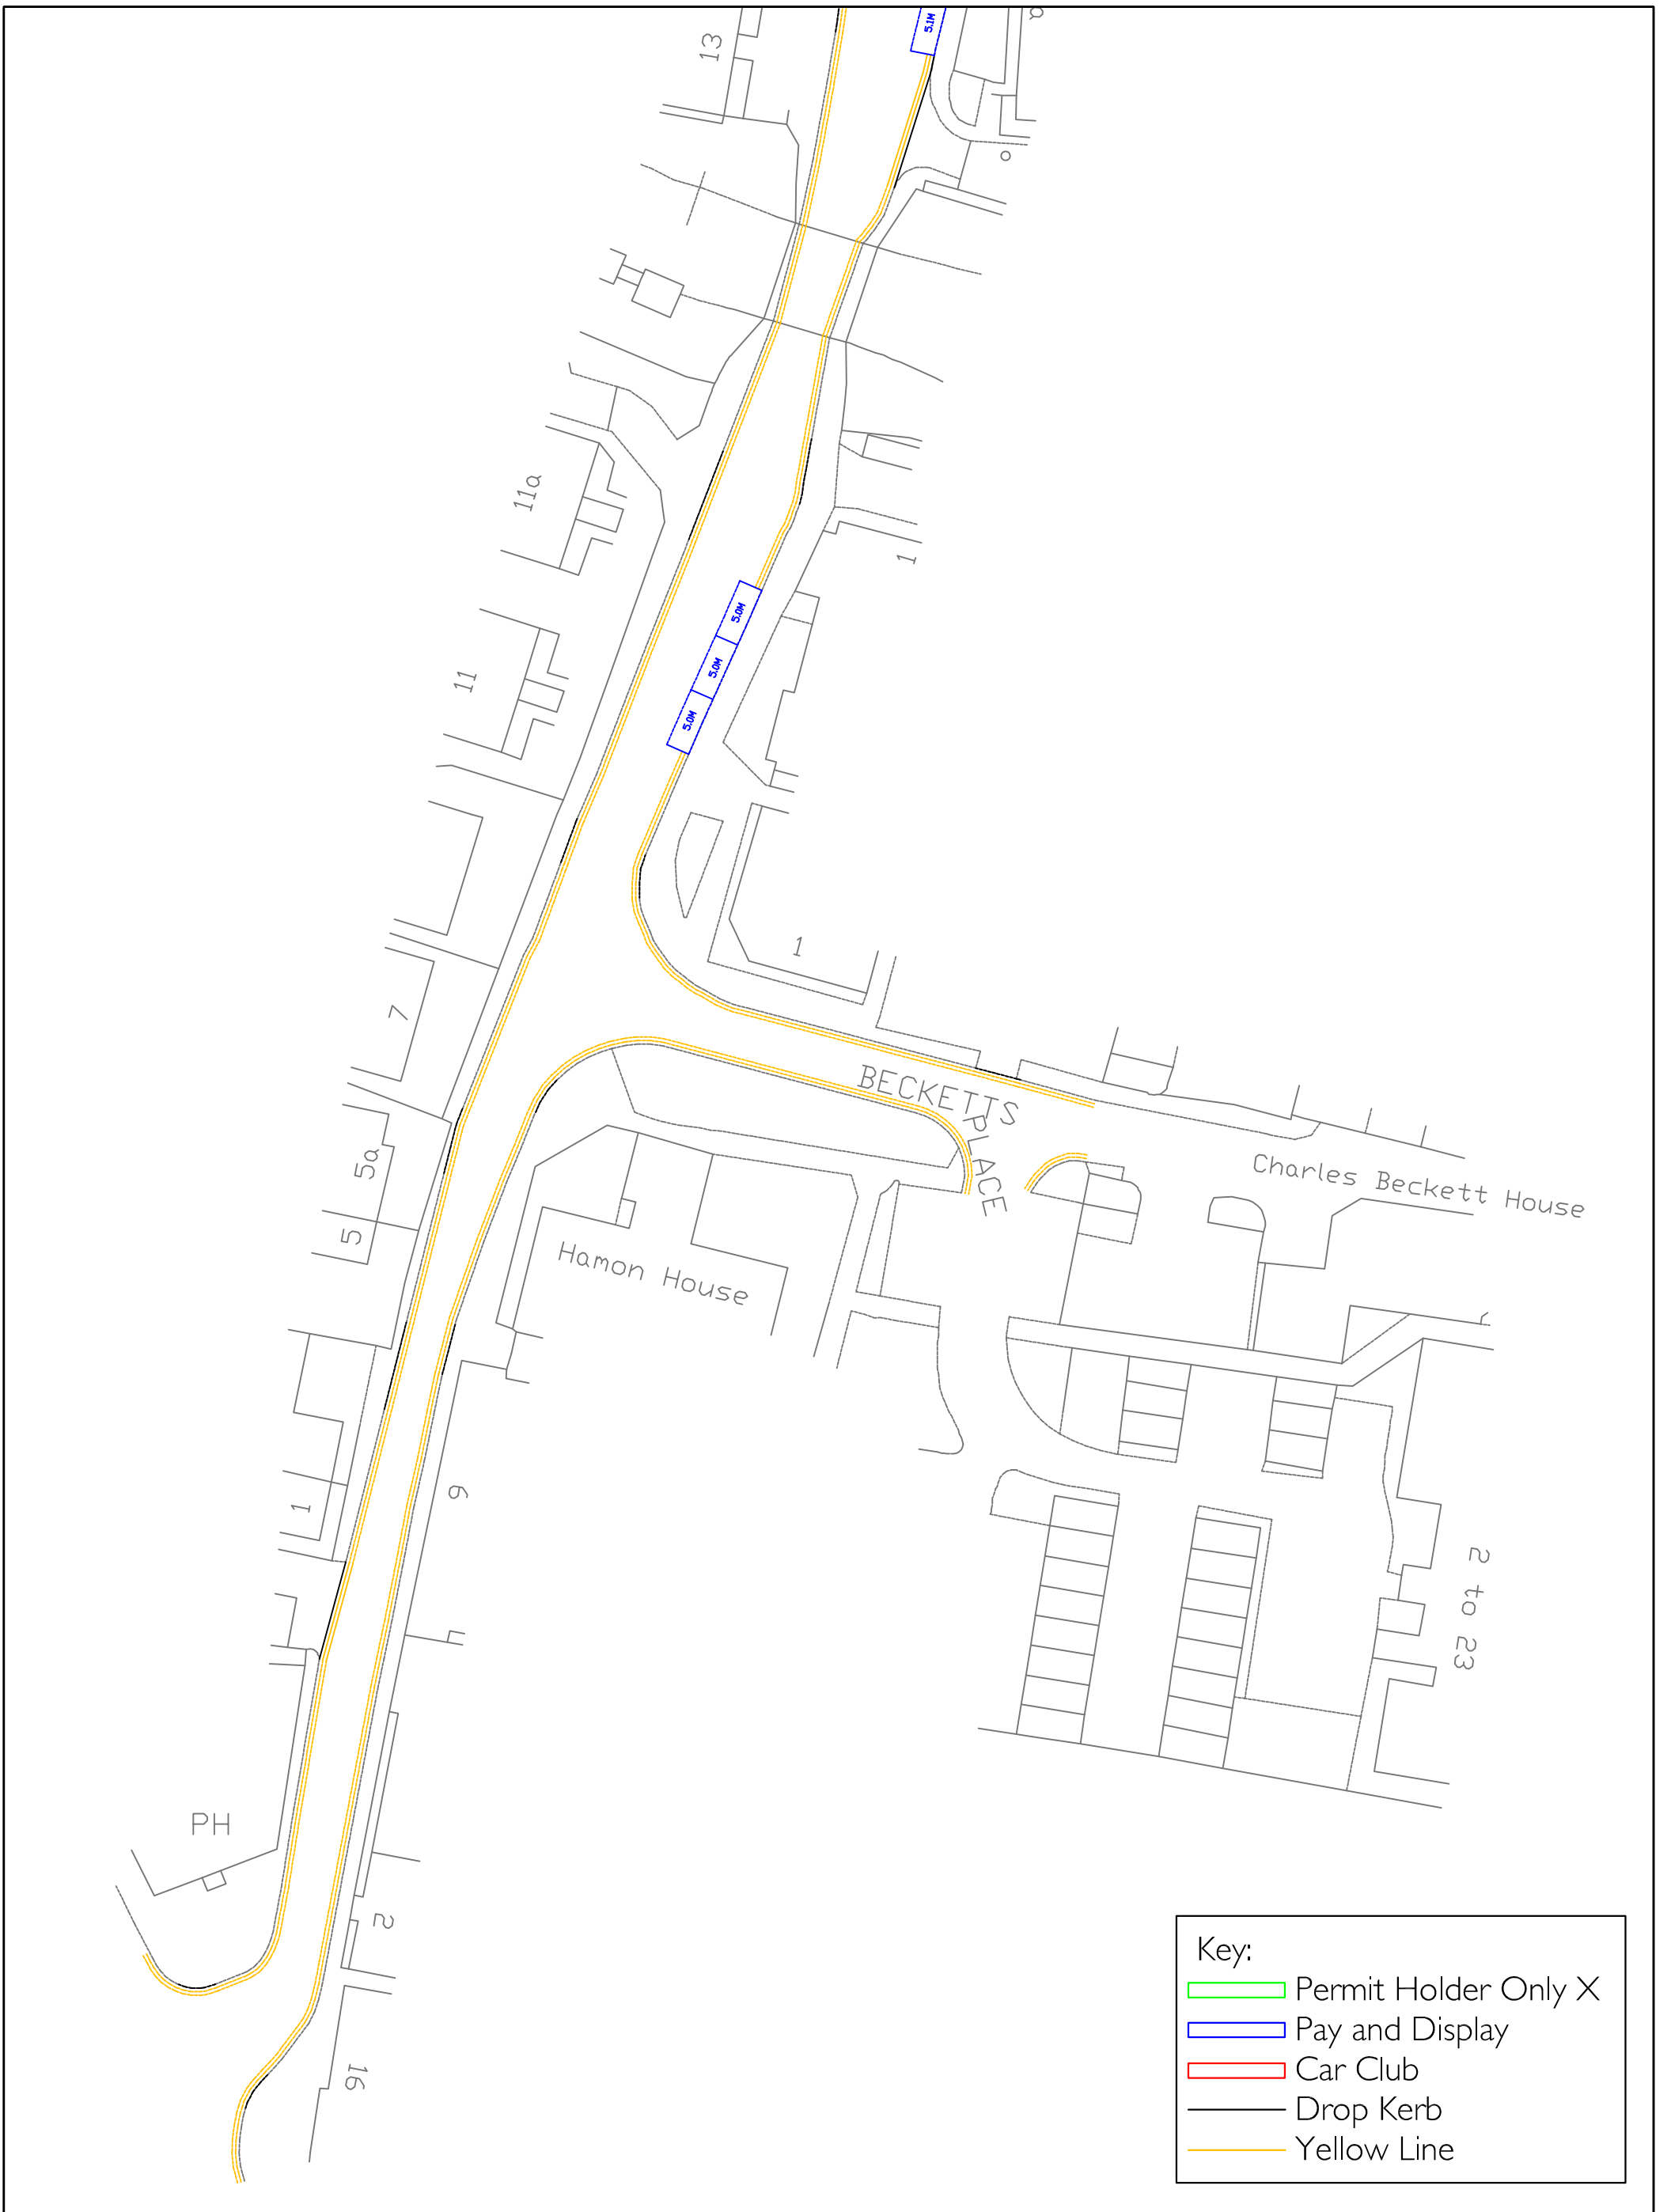 5.1M
a
13
11a
1
5.0M
5.0M
11
5.0M
1
7
BECKETTS
PLACE
5a
Charles Beckett House
5
Hamon House
6
1
2 to 23
PH
2
16
Key:
Permit Holder Only X
Pay and Display
Car Club
Drop Kerb
Yellow Line